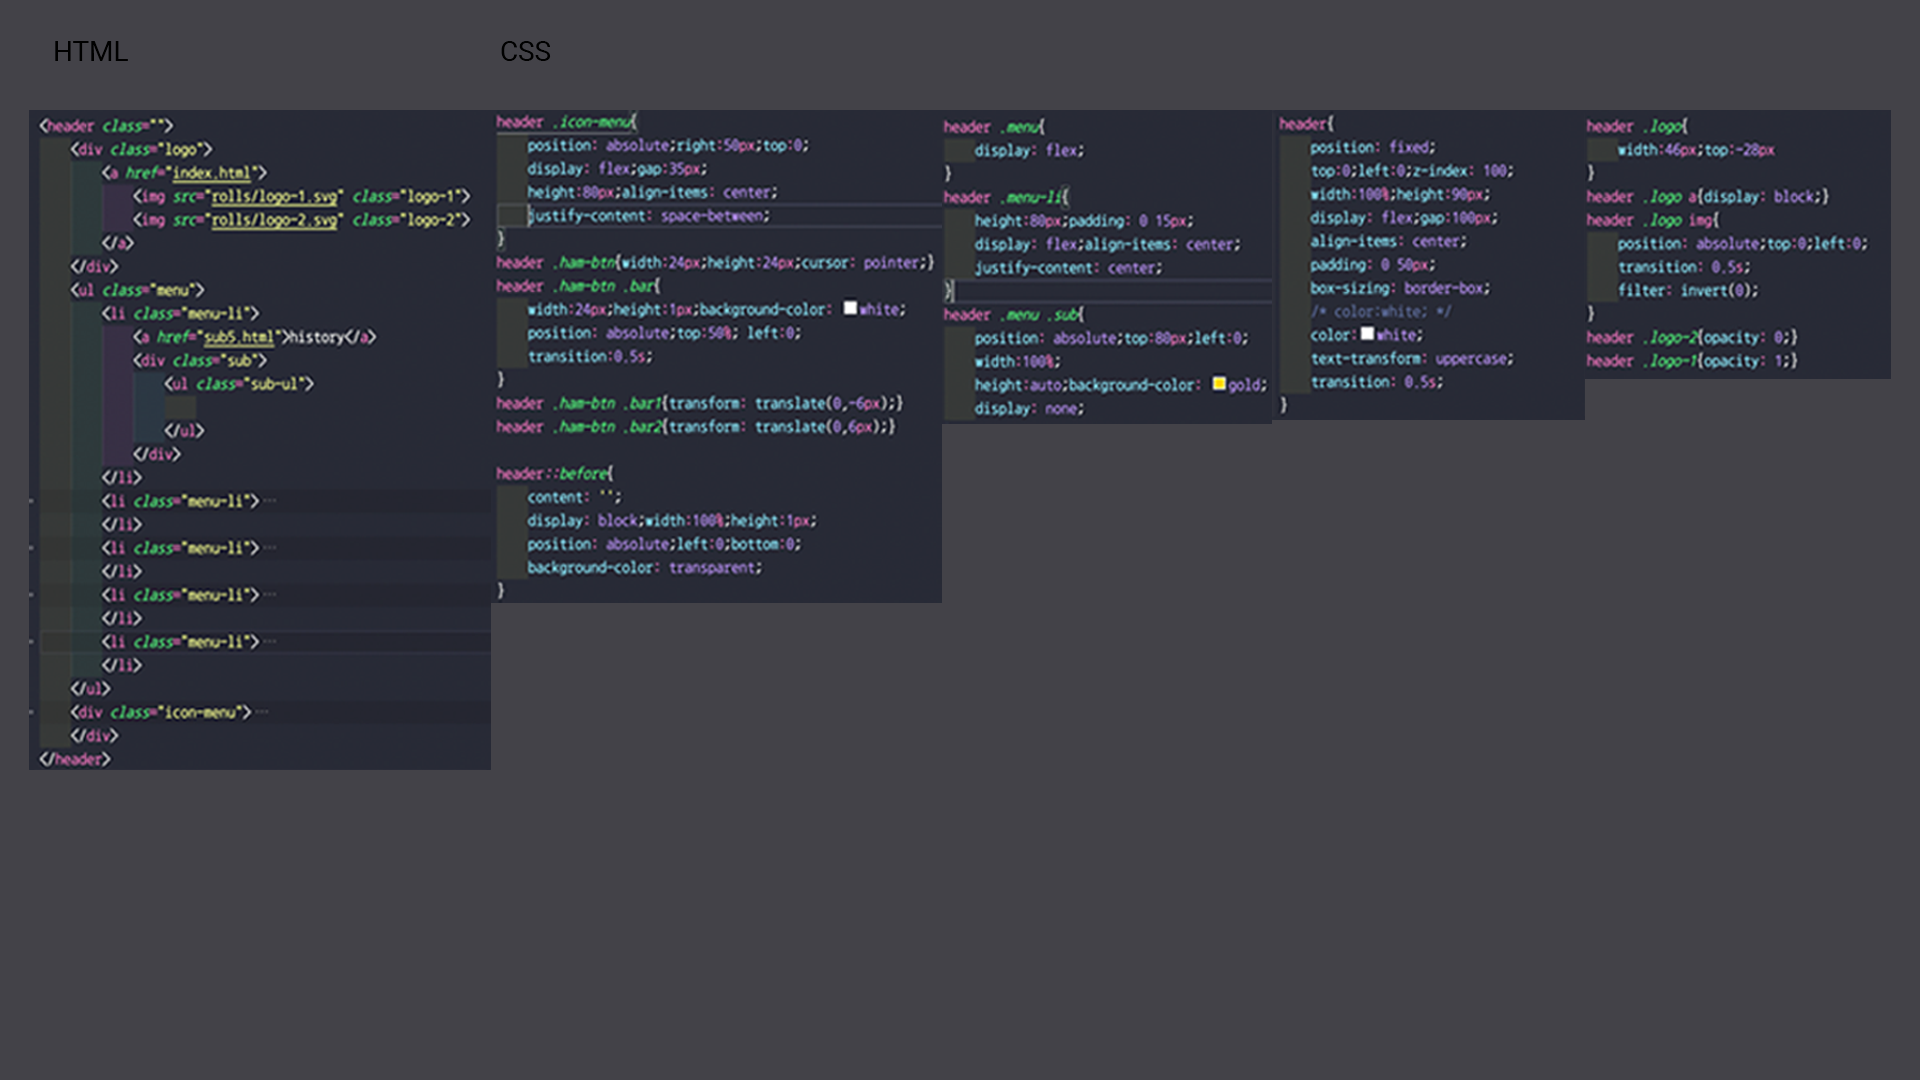 HTML
CSS
<header class="">
<div class="logo">
<a href="index.html">
<img src="rolls/logo-1.svg" class="logo-1">
<img src="rolls/logo-2.svg" class="logo-2">
</a>
</div>
<ul class="menu">
<li class="menu-li">
<a href="sub5.html">history</a>
<div class="sub">
<ul class="sub-ul">
</ul>
</div>
</li>
<li class="menu-li">···
</li>
<li class="menu-li">···
</li>
<li class="menu-li">···
</li>
<li class="menu-li">···
</li>
</ul>
<div class="icon-menu">···
</div>
</header>
header .icon-menu{
position: absolute;right:50px;top:0;
display: flex;gap:35px;
height:80px;align-items: center;
justify-content: space-between;
}
header .ham-btn{width:24px;height:24px;cursor: pointer;}
header .ham-btn .bar{
width:24px;height:1px;background-color: white;
position: absolute;top:50%; left:0;
transition:0.5s;
}
header .ham-btn .bar1{transform: translate(0,-6px);}
header .ham-btn .bar2{transform: translate(0,6px);}
header::before{
content: '';
display: block;width:100%;height:1px;
position: absolute;left:0;bottom:0;
background-color: transparent;
}
header .menu{
display: flex;
}
header .menu-li{
height:80px;padding: 0 15px;
display: flex;align-items: center;
justify-content: center;
}
header .menu .sub{
position: absolute;top:80px;left:0;
width:100%;
height:auto;background-color: gold;
display: none;
header{
position: fixed;
top:0;left:0;z-index: 100;
width:100%;height:90px;
display: flex;gap:100px;
align-items: center;
padding: 0 50px;
box-sizing: border-box;
/* color:white; */
color: white;
text-transform: uppercase;
transition: 0.5s;
}
header .logo{
width:46px;top:-28px
}
header .logo a{display: block;}
header .logo img{
position: absolute;top:0;left:0;
transition: 0.5s;
filter: invert(0);
}
header .logo-2{opacity: 0;}
header .logo-1{opacity: 1;}